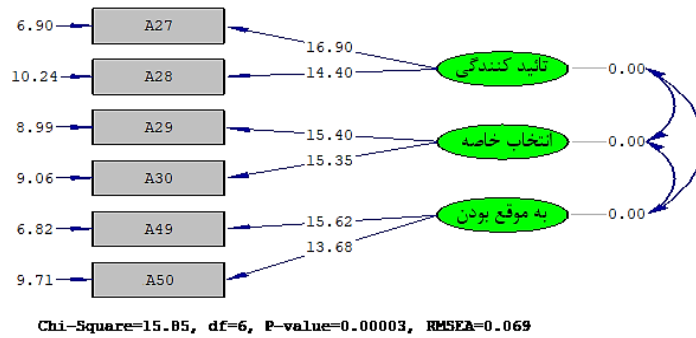 6.90 A27
16.90
تائید کنندگی 0.00
10.24 A28
14.40
8.99 A29
15.40
انتخاب خاصه 0.00
9.06 A30
15.35
6.82 A49
15.62
به موقع بودن 0.00
9.71 A50
13.68
Chi-Square=15.85, df=6, P-value=0.00003, RMSEA=0.069